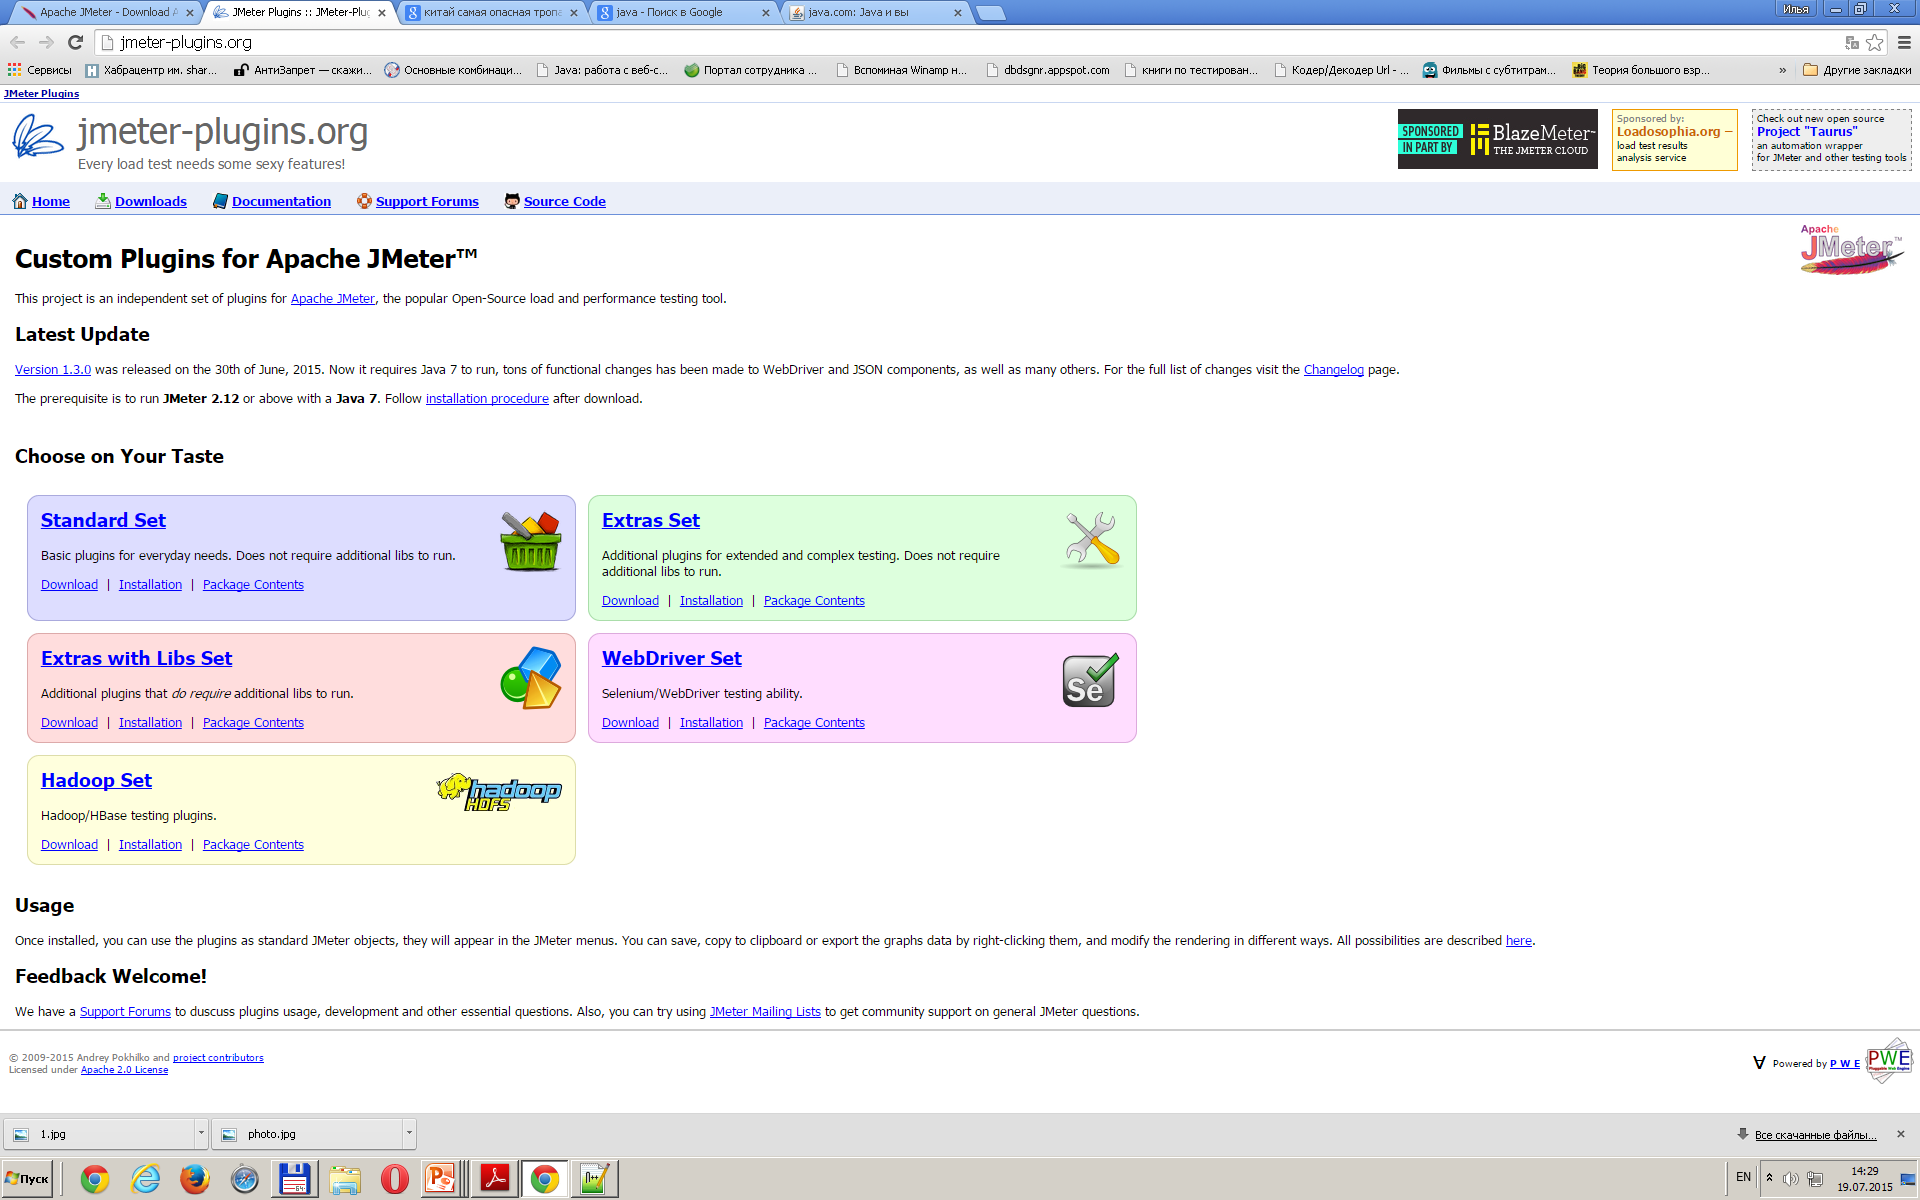 Apache JMeter - Download A
JMeter Plugins :: JMeter-Plug
китай самая опасная тропа
java - Поиск в Google
java.com: Java и вы
Илья
jmeter-plugins.org
Сервисы
Хабрацентр им. shar...
АнтиЗапрет — скажи...
Основные комбинаци...
Java: работа с веб-с...
Портал сотрудника ...
Вспоминая Winamp н...
dbdsgnr.appspot.com
книги по тестирован...
Кодер/Декодер Url - ...
Фильмы с субтитрам...
Теория большого взр...
»
Другие закладки
JMeter Plugins
jmeter-plugins.org
Every load test needs some sexy features!
SPONSORED
IN PART BY
BlazeMeter™
THE JMETER CLOUD
Sponsored by:
Loadosophia.org —
load test results
analysis service
Check out new open source
Project "Taurus"
an automation wrapper
for JMeter and other testing tools
Home
Downloads
Documentation
Support Forums
Source Code
Custom Plugins for Apache JMeter™
Apache
JMeter™
This project is an independent set of plugins for Apache JMeter, the popular Open-Source load and performance testing tool.
Latest Update
Version 1.3.0 was released on the 30th of June, 2015. Now it requires Java 7 to run, tons of functional changes has been made to WebDriver and JSON components, as well as many others. For the full list of changes visit the Changelog page.
The prerequisite is to run JMeter 2.12 or above with a Java 7. Follow installation procedure after download.
Choose on Your Taste
Standard Set
Basic plugins for everyday needs. Does not require additional libs to run.
Download | Installation | Package Contents
Extras Set
Additional plugins for extended and complex testing. Does not require
additional libs to run.
Download | Installation | Package Contents
Extras with Libs Set
Additional plugins that do require additional libs to run.
Download | Installation | Package Contents
WebDriver Set
Selenium/WebDriver testing ability.
Download | Installation | Package Contents
Se
Hadoop Set
Hadoop/HBase testing plugins.
Download | Installation | Package Contents
hadoop
HDFS
Usage
Once installed, you can use the plugins as standard JMeter objects, they will appear in the JMeter menus. You can save, copy to clipboard or export the graphs data by right-clicking them, and modify the rendering in different ways. All possibilities are described here.
Feedback Welcome!
We have a Support Forums to duscuss plugins usage, development and other essential questions. Also, you can try using JMeter Mailing Lists to get community support on general JMeter questions.
© 2009-2015 Andrey Pokhilko and project contributors
Licensed under Apache 2.0 License
∀ Powered by P W E
PWE
Pluggable Web Engine
1.jpg
photo.jpg
Все скачанные файлы...
Пуск
64
EN
14:29
19.07.2015